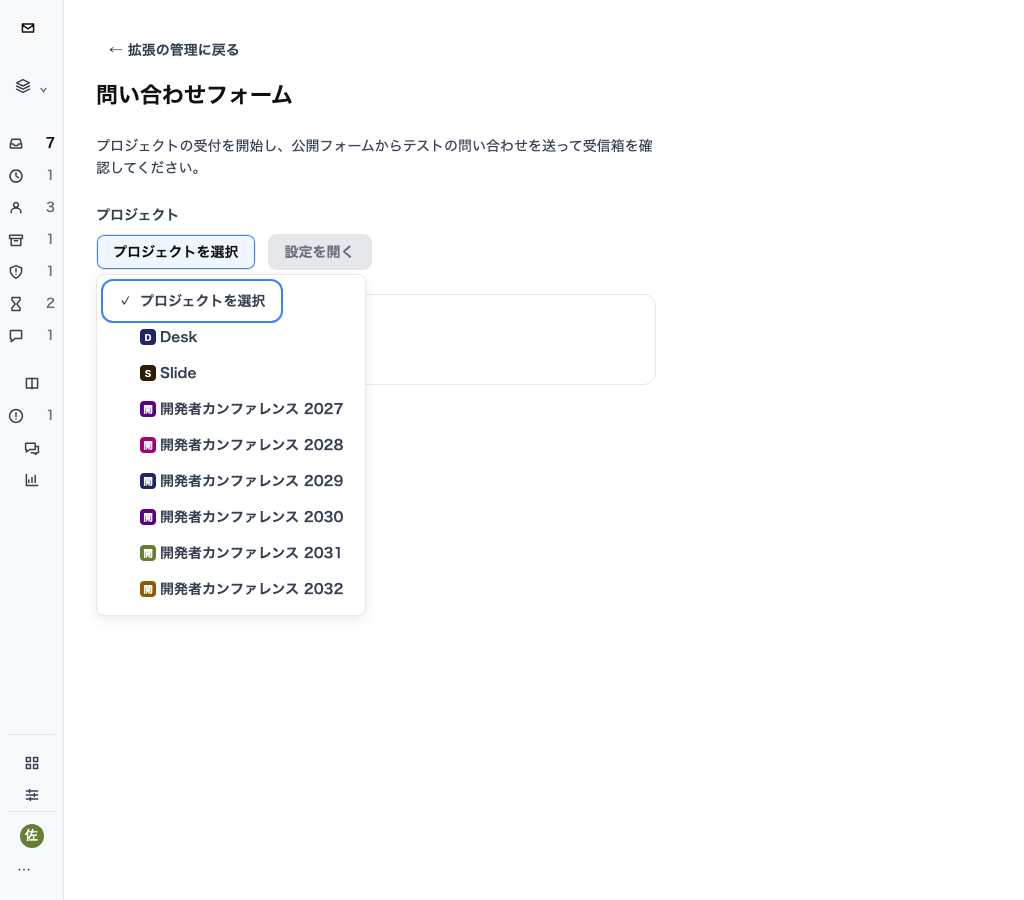 ← 拡張の管理に戻る
問い合わせフォーム
プロジェクトの受付を開始し、公開フォームからテストの問い合わせを送って受信箱を確
認してください。
プロジェクト
プロジェクトを選択
設定を開く
✓ プロジェクトを選択
D Desk
S Slide
開 開発者カンファレンス 2027
開 開発者カンファレンス 2028
開 開発者カンファレンス 2029
開 開発者カンファレンス 2030
開 開発者カンファレンス 2031
開 開発者カンファレンス 2032
7
1
3
1
1
2
1
1
佐
…